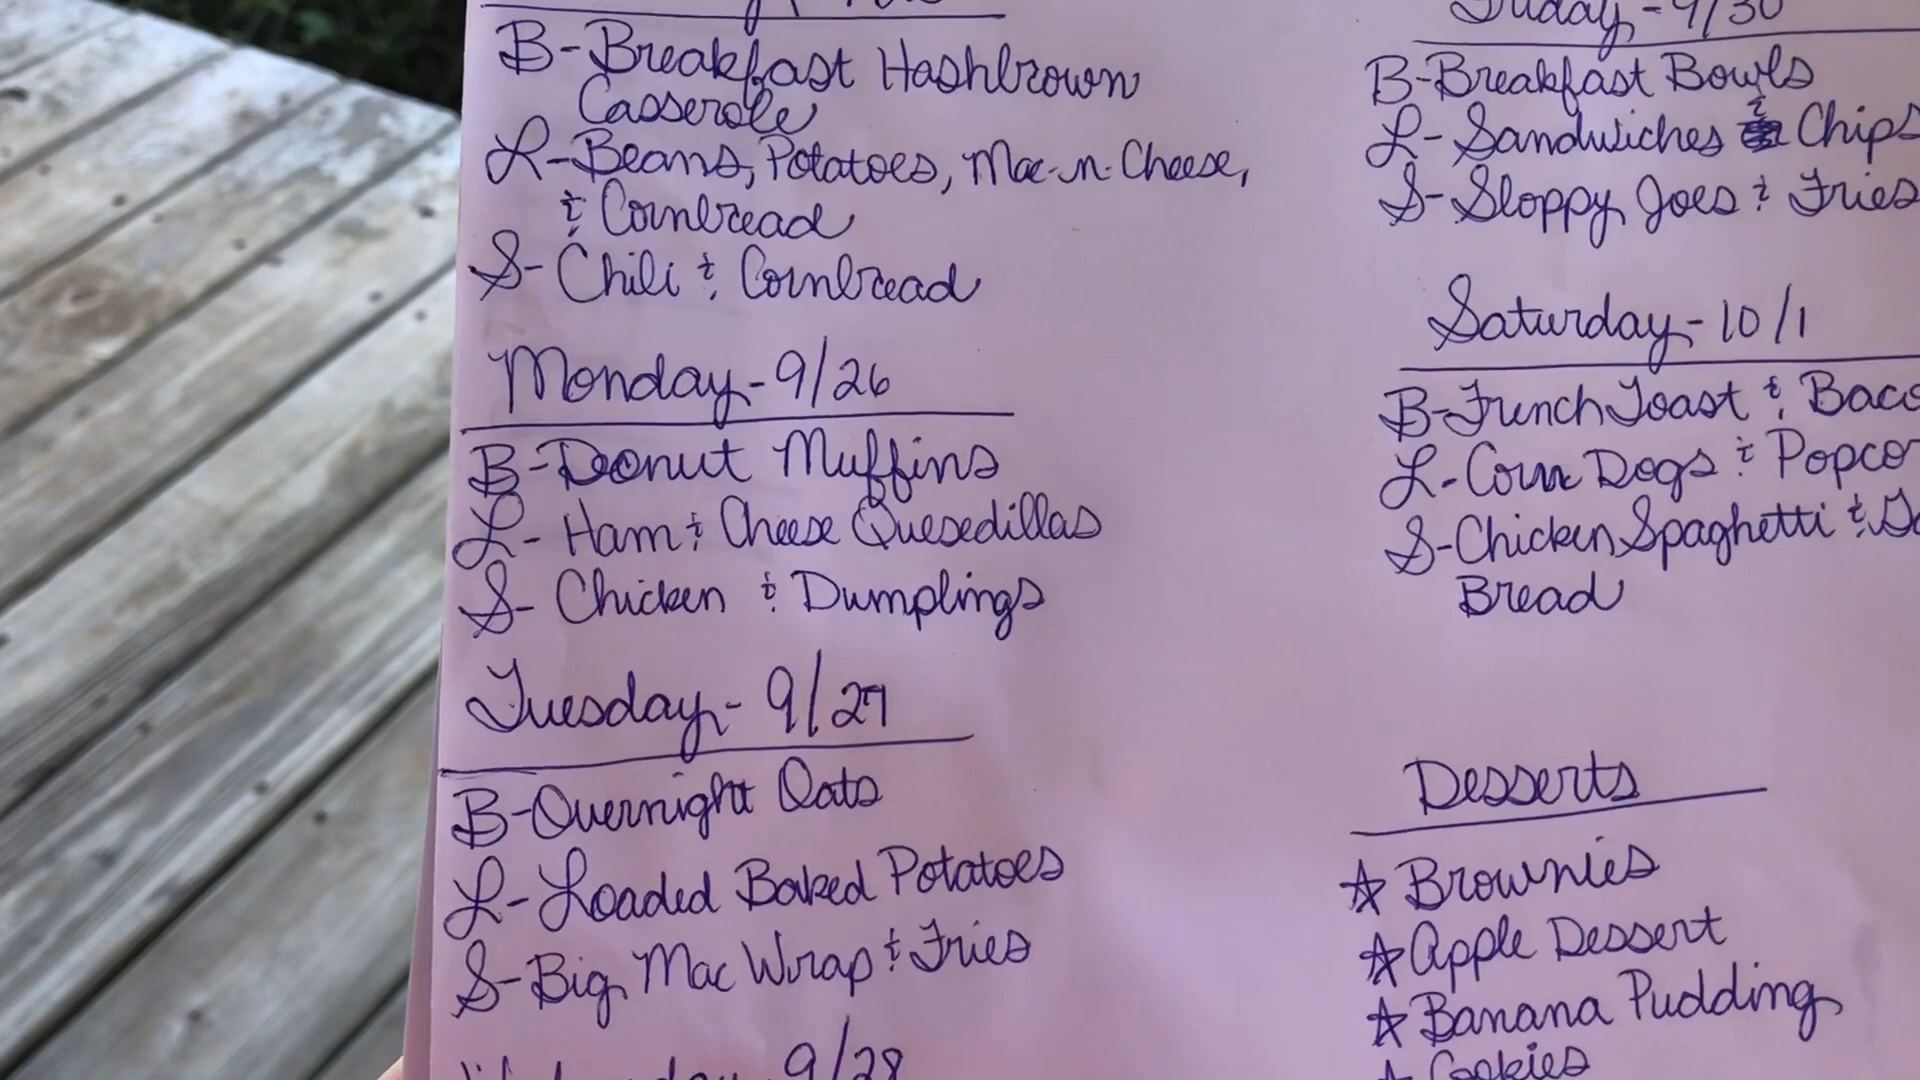 B-Breakfast Hashbrown
Casserole
L-Beans, Potatoes, Mac-n-Cheese,
& Cornbread
S- Chili & Cornbread
Monday-9/26
B-Donut Muffins
L- Ham & Cheese Quesedillas
S- Chicken & Dumplings
Tuesday- 9/27
B-Overnight Oats
L-Loaded Baked Potatoes
S-Big Mac Wrap & Fries
9/28
Friday-9/30
B-Breakfast Bowls
L- Sandwiches & Chips
S-Sloppy Joes & Fries
Saturday-10/1
B-French Toast &
L-Corn Dogs &
S-Chicken Spaghetti &
Bread
Desserts
☆ Brownies
☆ Apple Dessert
☆ Banana Pudding
☆ Cookies